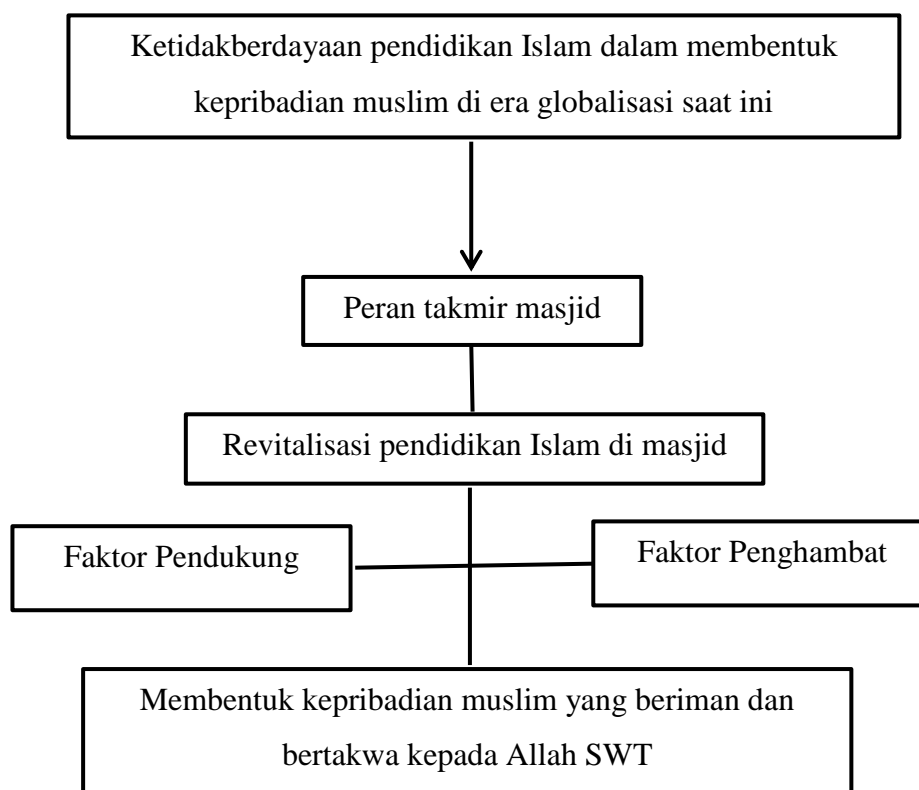 Ketidakberdayaan pendidikan Islam dalam membentuk
kepribadian muslim di era globalisasi saat ini
Peran takmir masjid
Revitalisasi pendidikan Islam di masjid
Faktor Pendukung
Faktor Penghambat
Membentuk kepribadian muslim yang beriman dan
bertakwa kepada Allah SWT